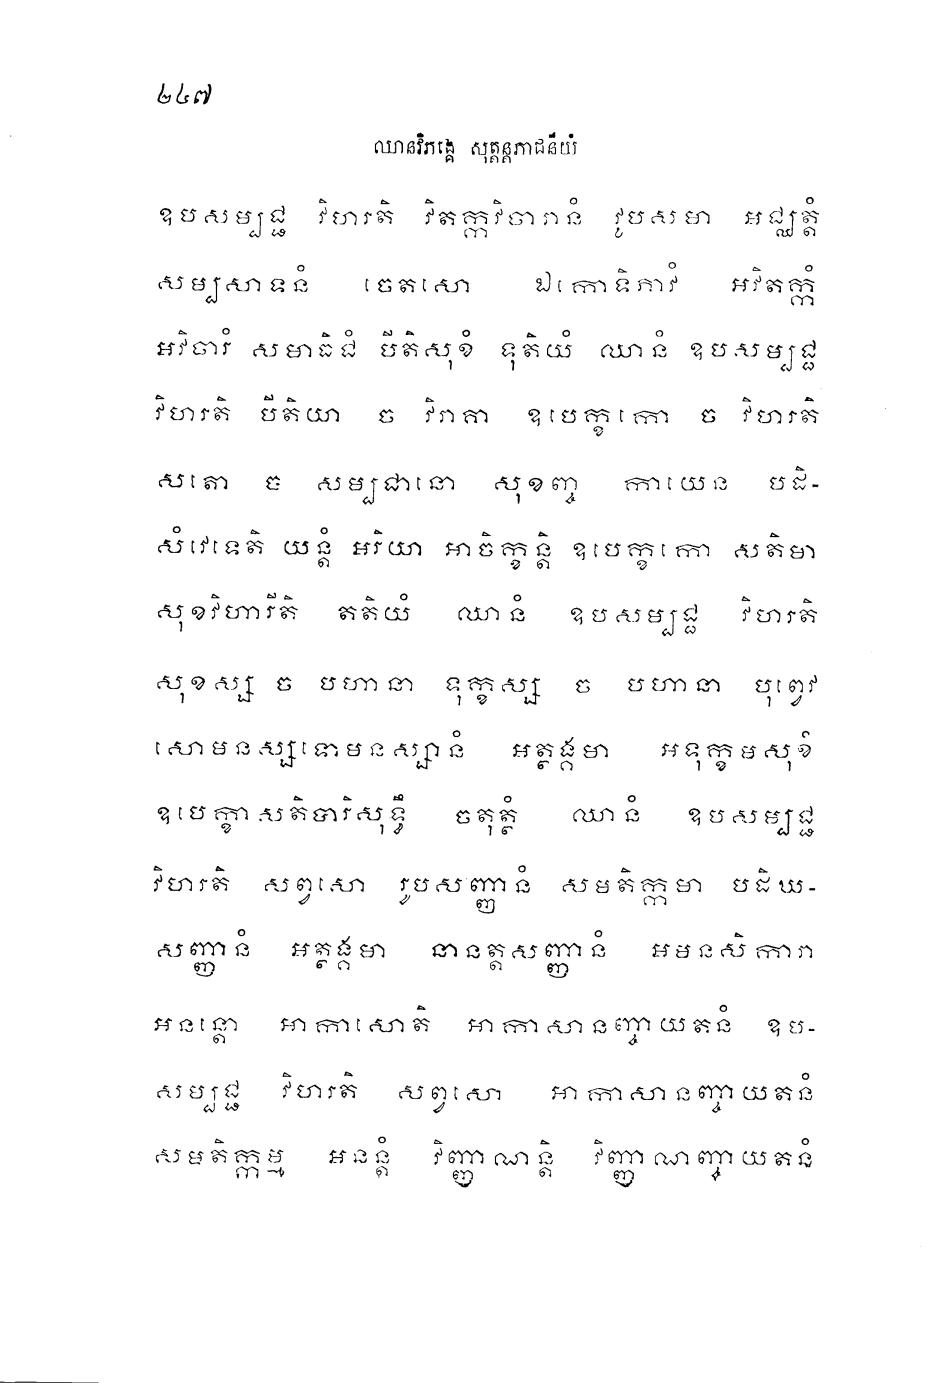 ២៤៧
ឈានវិភង្គេ សុត្តន្តភាជនីយំ
ឧបសម្បជ្ជ វិហរតិ វិតក្កវិចារានំ វូបសមា អជ្ឈត្តំ
សម្បសាទនំ ចេតសោ ឯកោទិភាវំ អវិតក្កំ
អវិចារំ សមាធិជំ បីតិសុខំ ទុតិយំ ឈានំ ឧបសម្បជ្ជ
វិហរតិ បីតិយា ច វិរាគា ឧបេក្ខកោ ច វិហរតិ
សតោ ច សម្បជានោ សុខញ្ច កាយេន បដិ-
សំវេទេតិ យន្តំ អរិយា អាចិក្ខន្តិ ឧបេក្ខកោ សតិមា
សុខវិហារីតិ តតិយំ ឈានំ ឧបសម្បជ្ជ វិហរតិ
សុខស្ស ច បហានា ទុក្ខស្ស ច បហានា បុព្វេវ
សោមនស្សទោមនស្សានំ អត្ថង្គមា អទុក្ខមសុខំ
ឧបេក្ខាសតិបារិសុទ្ធឹ ចតុត្ថំ ឈានំ ឧបសម្បជ្ជ
វិហរតិ សព្វសោ រូបសញ្ញានំ សមតិក្កមា បដិឃ-
សញ្ញានំ អត្ថង្គមា នានត្តសញ្ញានំ អមនសិការា
អនន្តោ អាកាសោតិ អាកាសានញ្ចាយតនំ ឧប-
សម្បជ្ជ វិហរតិ សព្វសោ អាកាសានញ្ចាយតនំ
សមតិក្កម្ម អនន្តំ វិញ្ញាណន្តិ វិញ្ញាណញ្ចាយតនំ